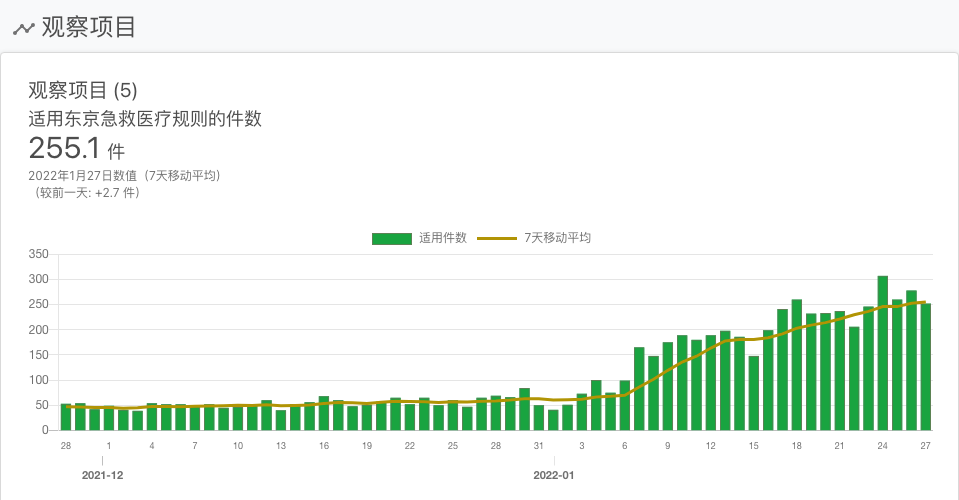 观察项目
观察项目 (5)
适用东京急救医疗规则的件数
255.1 件
2022年1月27日数值（7天移动平均）
（较前一天: +2.7 件）
适用件数 7天移动平均
350
300
250
200
150
100
50
0
28 1 4 7 10 13 16 19 22 25 28 31 3 6 9 12 15 18 21 24 27
2021-12 2022-01